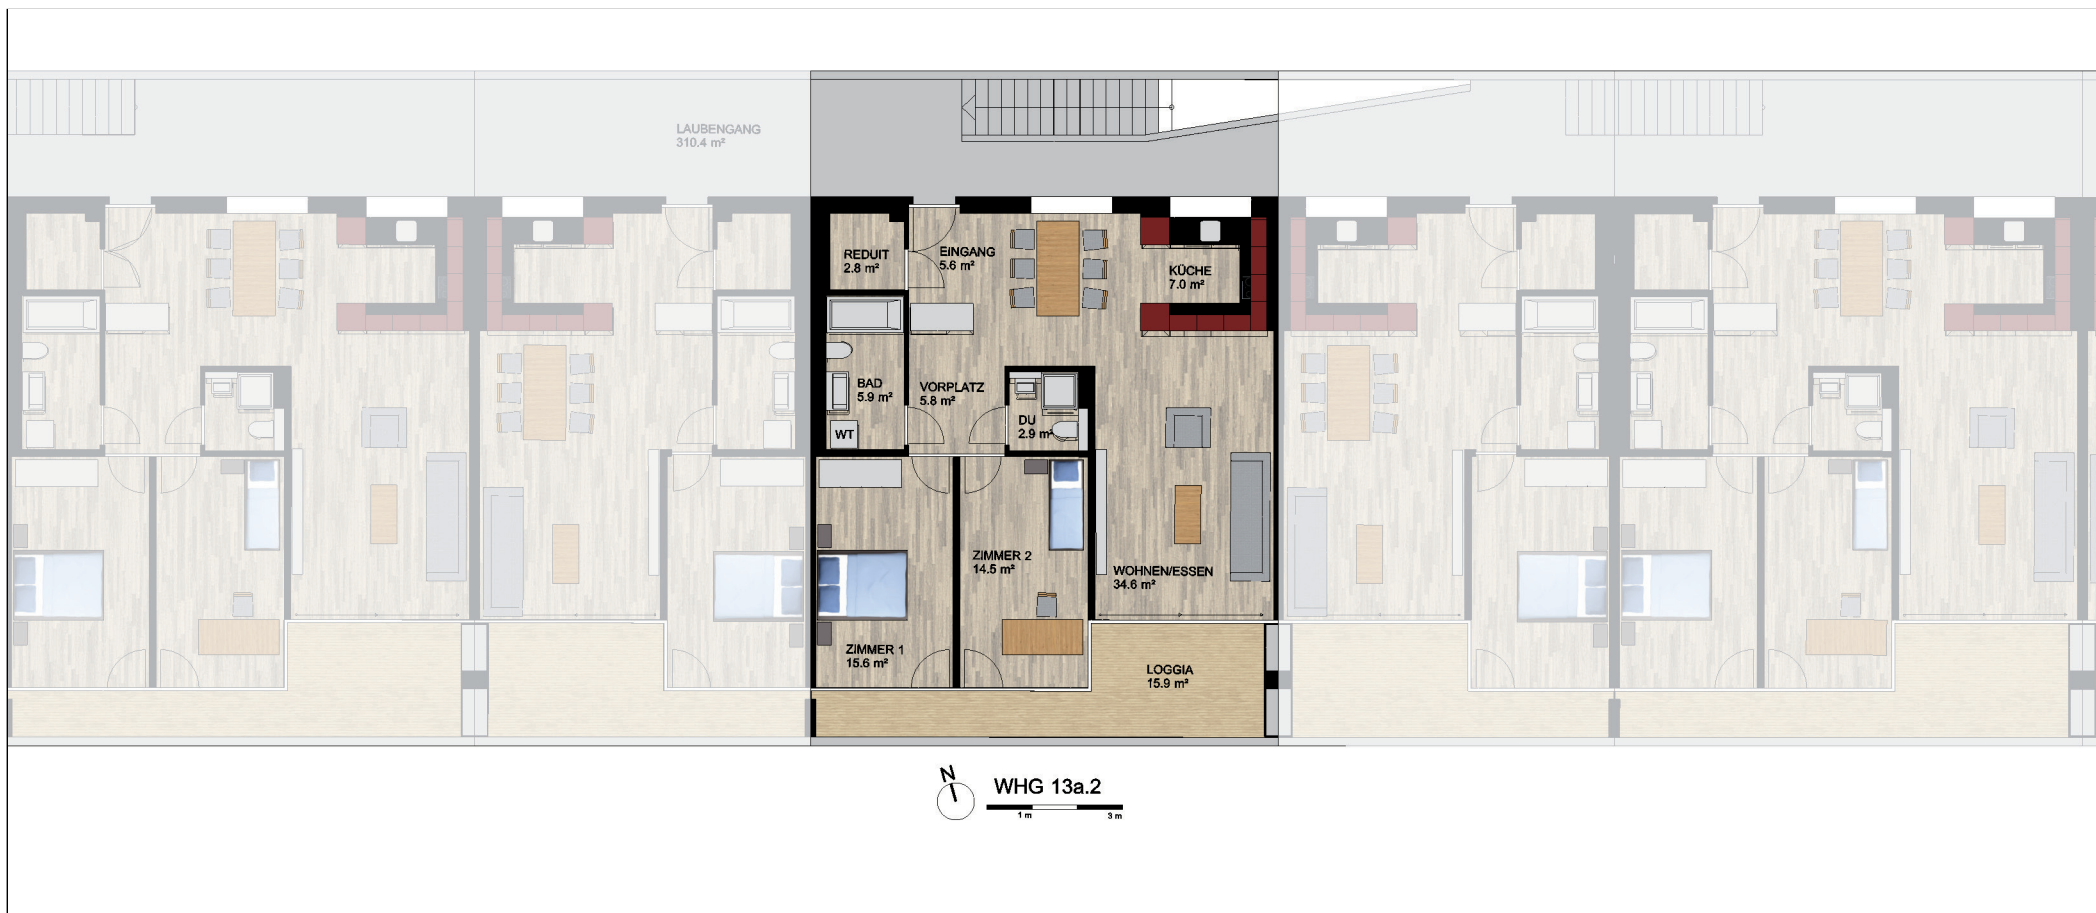 LAUBENGANG
310.4 m²
REDUIT
2.8 m²
EINGANG
5.6 m²
KÜCHE
7.0 m²
BAD
5.9 m²
VORPLATZ
5.8 m²
DU
2.9 m²
WT
ZIMMER 2
14.5 m²
WOHNEN/ESSEN
34.6 m²
ZIMMER 1
15.6 m²
LOGGIA
15.9 m²
N
WHG 13a.2
1 m 3 m